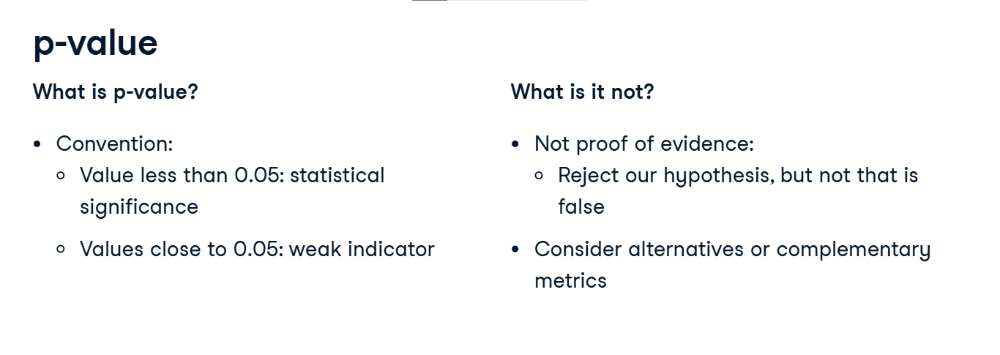 p-value
What is p-value?
• Convention:
◦ Value less than 0.05: statistical
significance
◦ Values close to 0.05: weak indicator
What is it not?
• Not proof of evidence:
◦ Reject our hypothesis, but not that is
false
• Consider alternatives or complementary
metrics